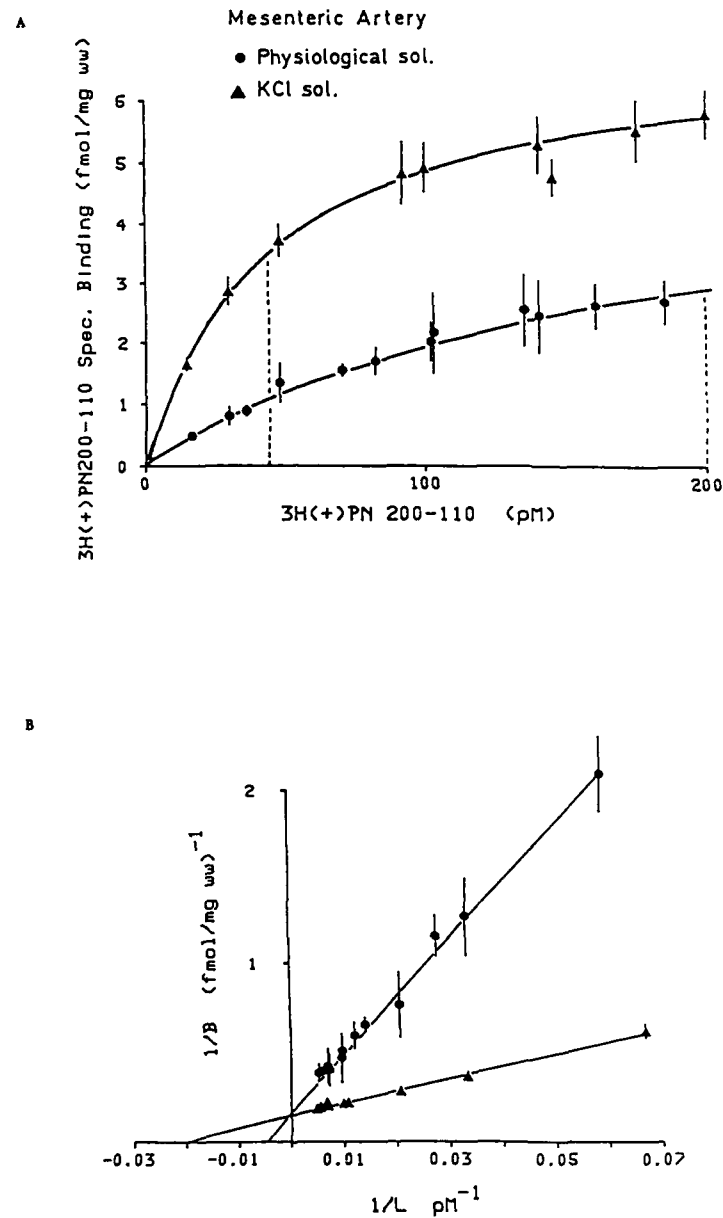 A
Mesenteric Artery
● Physiological sol.
▲ KCl sol.
3H(+)PN200-110 Spec. Binding (fmol/mg ww)
6
5
4
3
2
1
0
0 100 200
3H(+)PN 200-110 (pM)
B
1/B (fmol/mg ww)⁻¹
2
1
-0.03 -0.01 0.01 0.03 0.05 0.07
1/L pM⁻¹